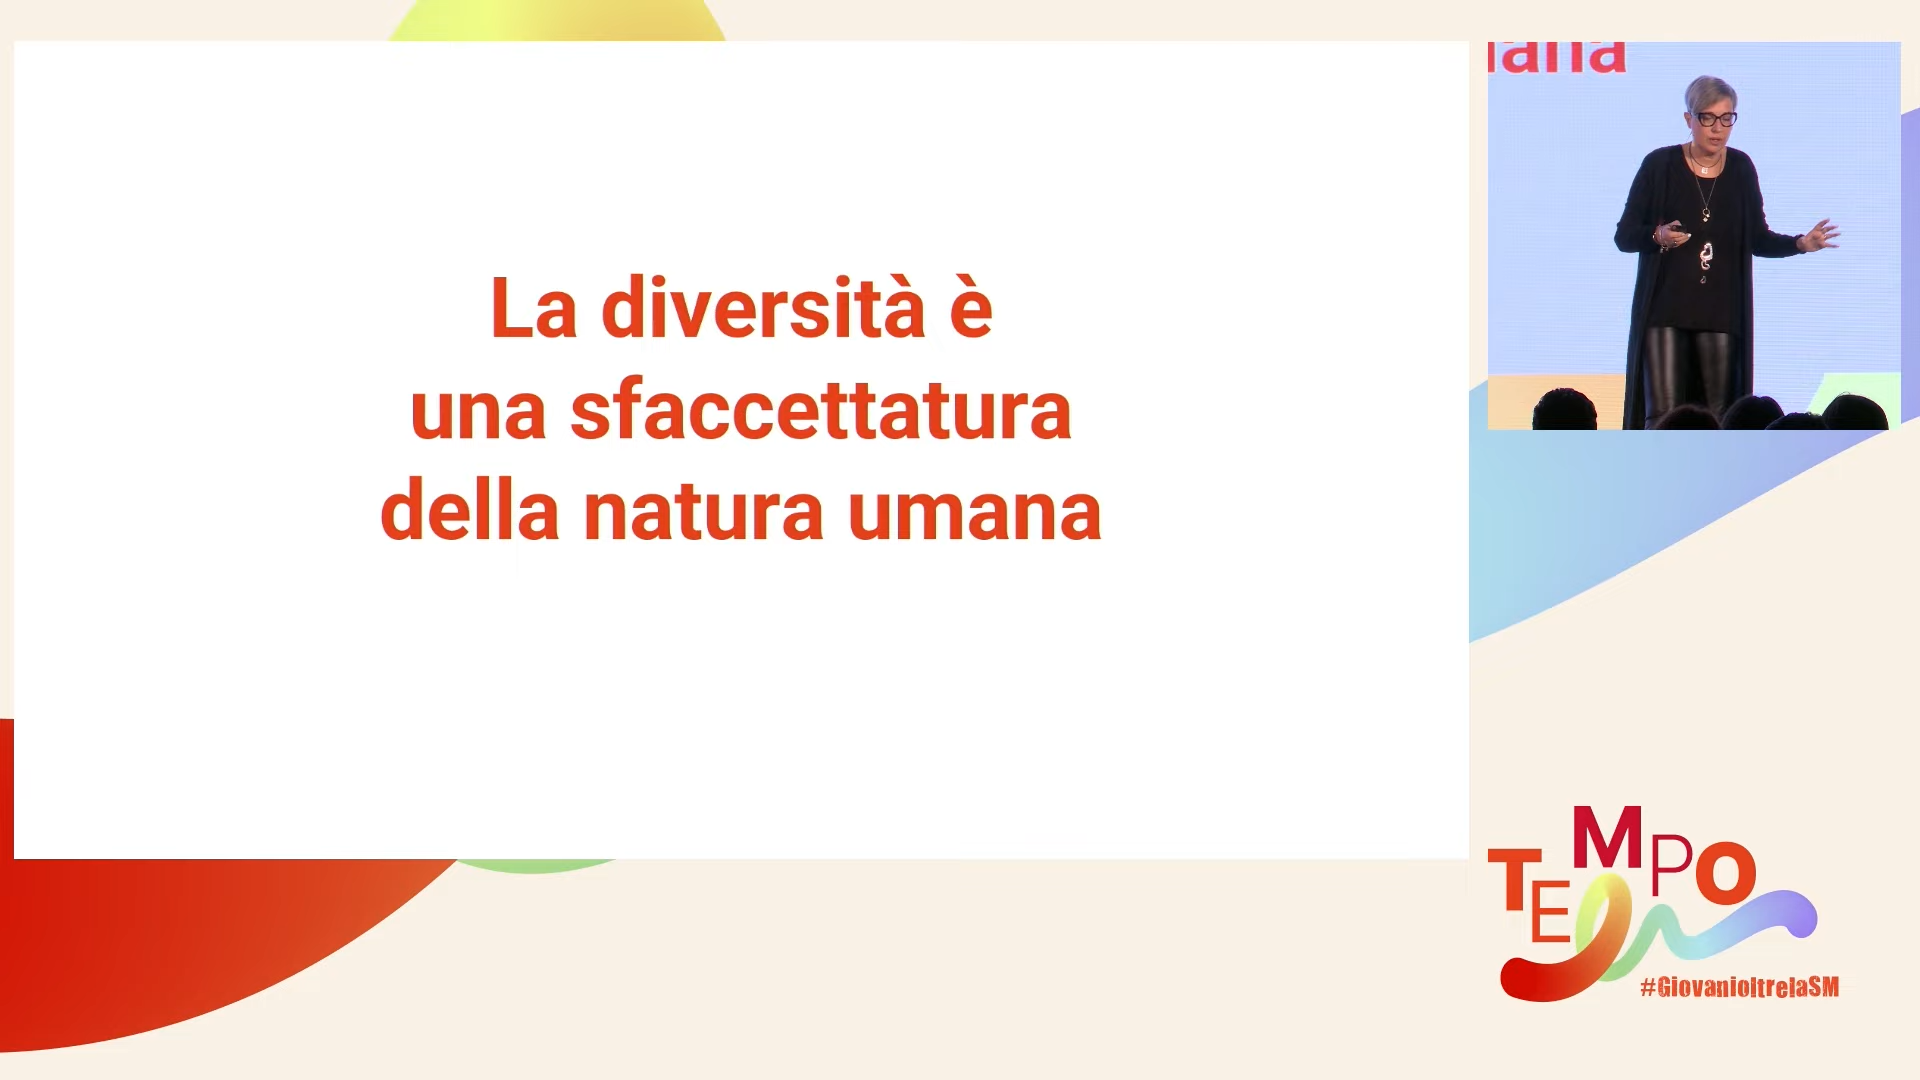 La diversità è
una sfaccettatura
della natura umana
TEMPO
#GiovanioltrelaSM